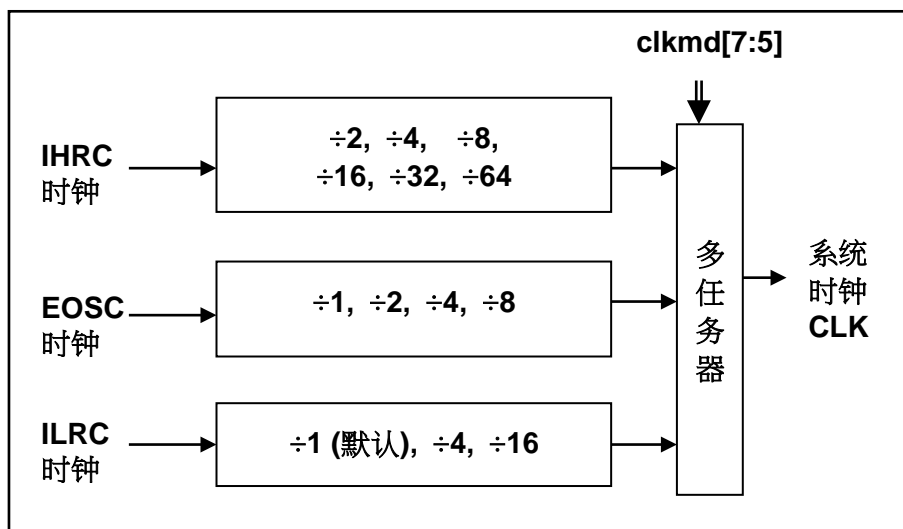 clkmd[7:5]
IHRC
时钟
÷2, ÷4, ÷8,
÷16, ÷32, ÷64
EOSC
时钟
÷1, ÷2, ÷4, ÷8
ILRC
时钟
÷1 (默认), ÷4, ÷16
多
任
务
器
系统
时钟
CLK